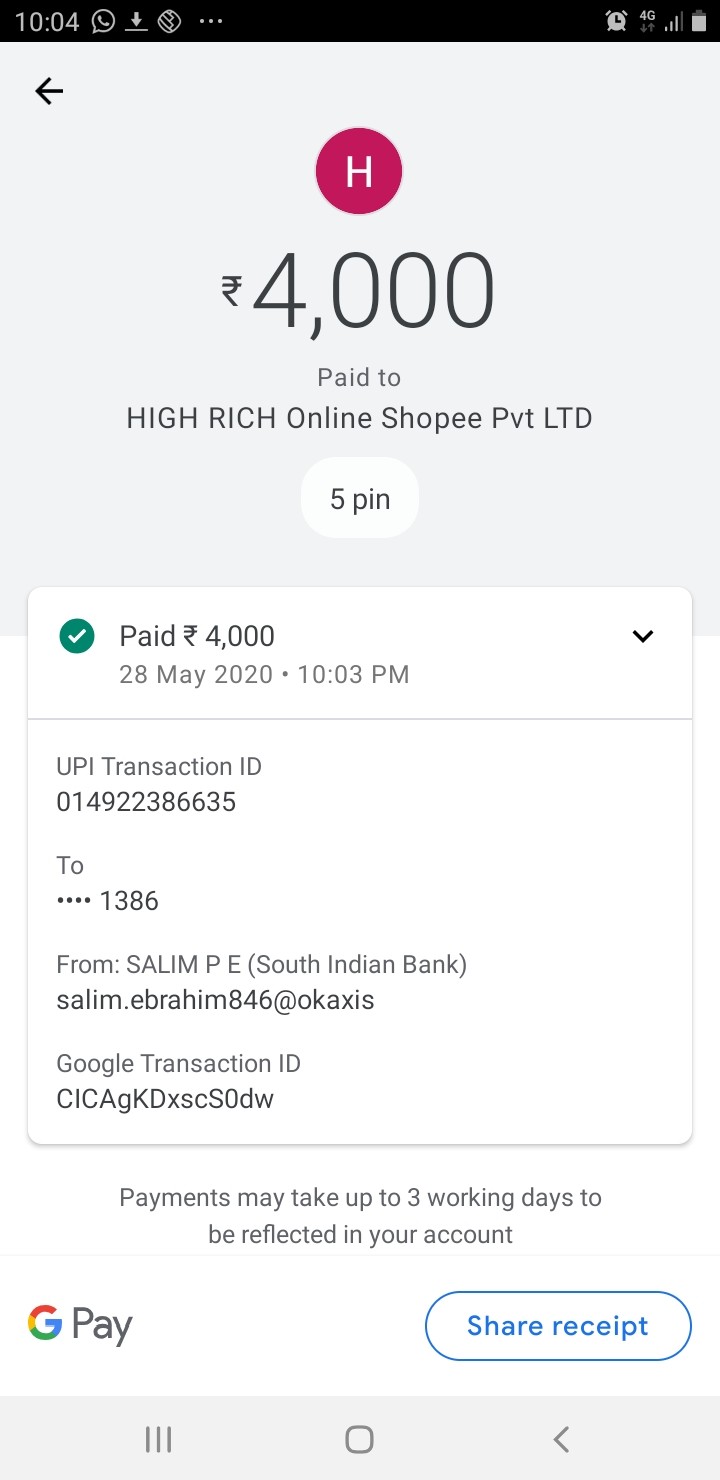 10:04
4G
H
₹4,000
Paid to
HIGH RICH Online Shopee Pvt LTD
5 pin
Paid ₹ 4,000
28 May 2020 • 10:03 PM
UPI Transaction ID
014922386635
To
•••• 1386
From: SALIM P E (South Indian Bank)
salim.ebrahim846@okaxis
Google Transaction ID
CICAgKDxscS0dw
Payments may take up to 3 working days to
be reflected in your account
G Pay
Share receipt